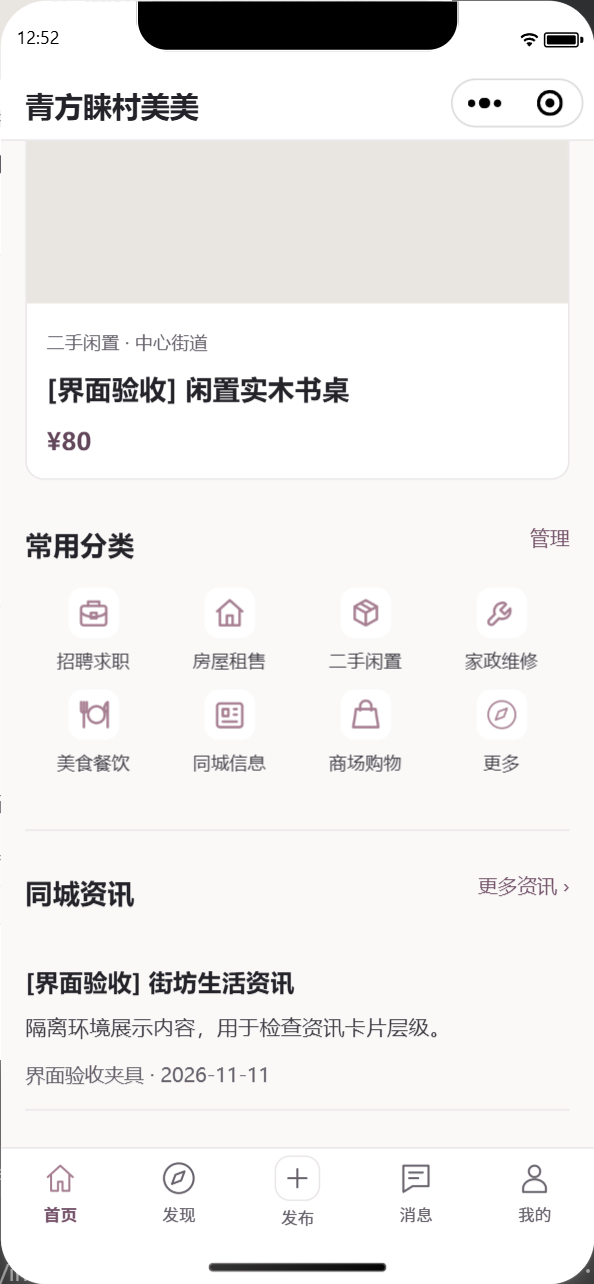 12:52
青方睐村美美
二手闲置 · 中心街道
[界面验收] 闲置实木书桌
¥80
常用分类
管理
招聘求职
房屋租售
二手闲置
家政维修
美食餐饮
同城信息
商场购物
更多
同城资讯
更多资讯 ›
[界面验收] 街坊生活资讯
隔离环境展示内容，用于检查资讯卡片层级。
界面验收夹具 · 2026-11-11
首页
发现
发布
消息
我的